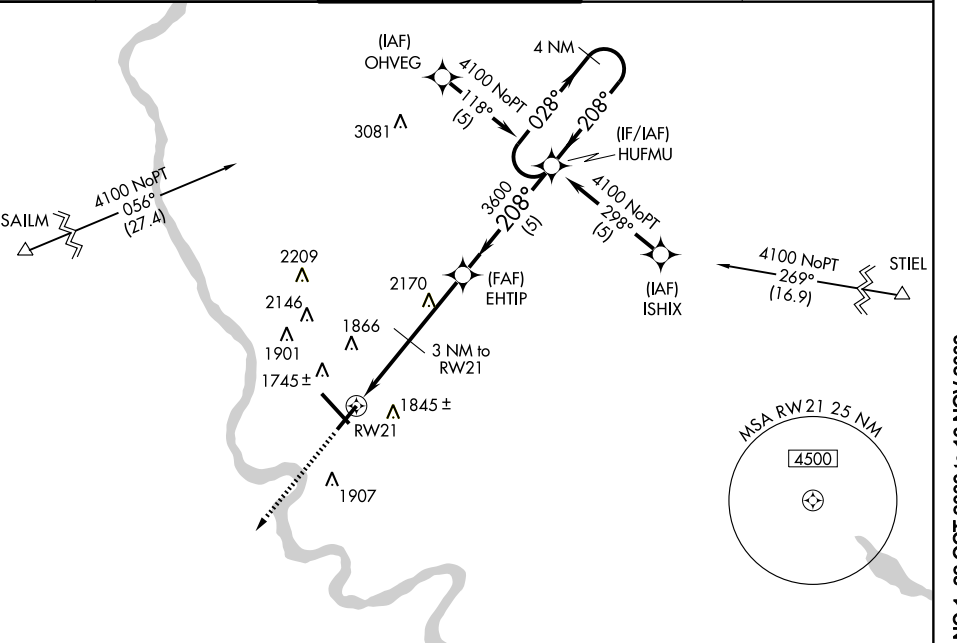 (IAF)
OHVEG
4100 NoPT
118°
(5)
4 NM
028°
208°
(IF/IAF)
HUFMU
3081
4100 NoPT
056°
(27.4)
SAILM
3600
208°
(5)
4100 NoPT
298°
(5)
(IAF)
ISHIX
4100 NoPT
269°
(16.9)
STIEL
2209
2170
(FAF)
EHTIP
2146
1866
1901
3 NM to
RW21
1745±
1845±
RW21
1907
MSA RW21 25 NM
4500